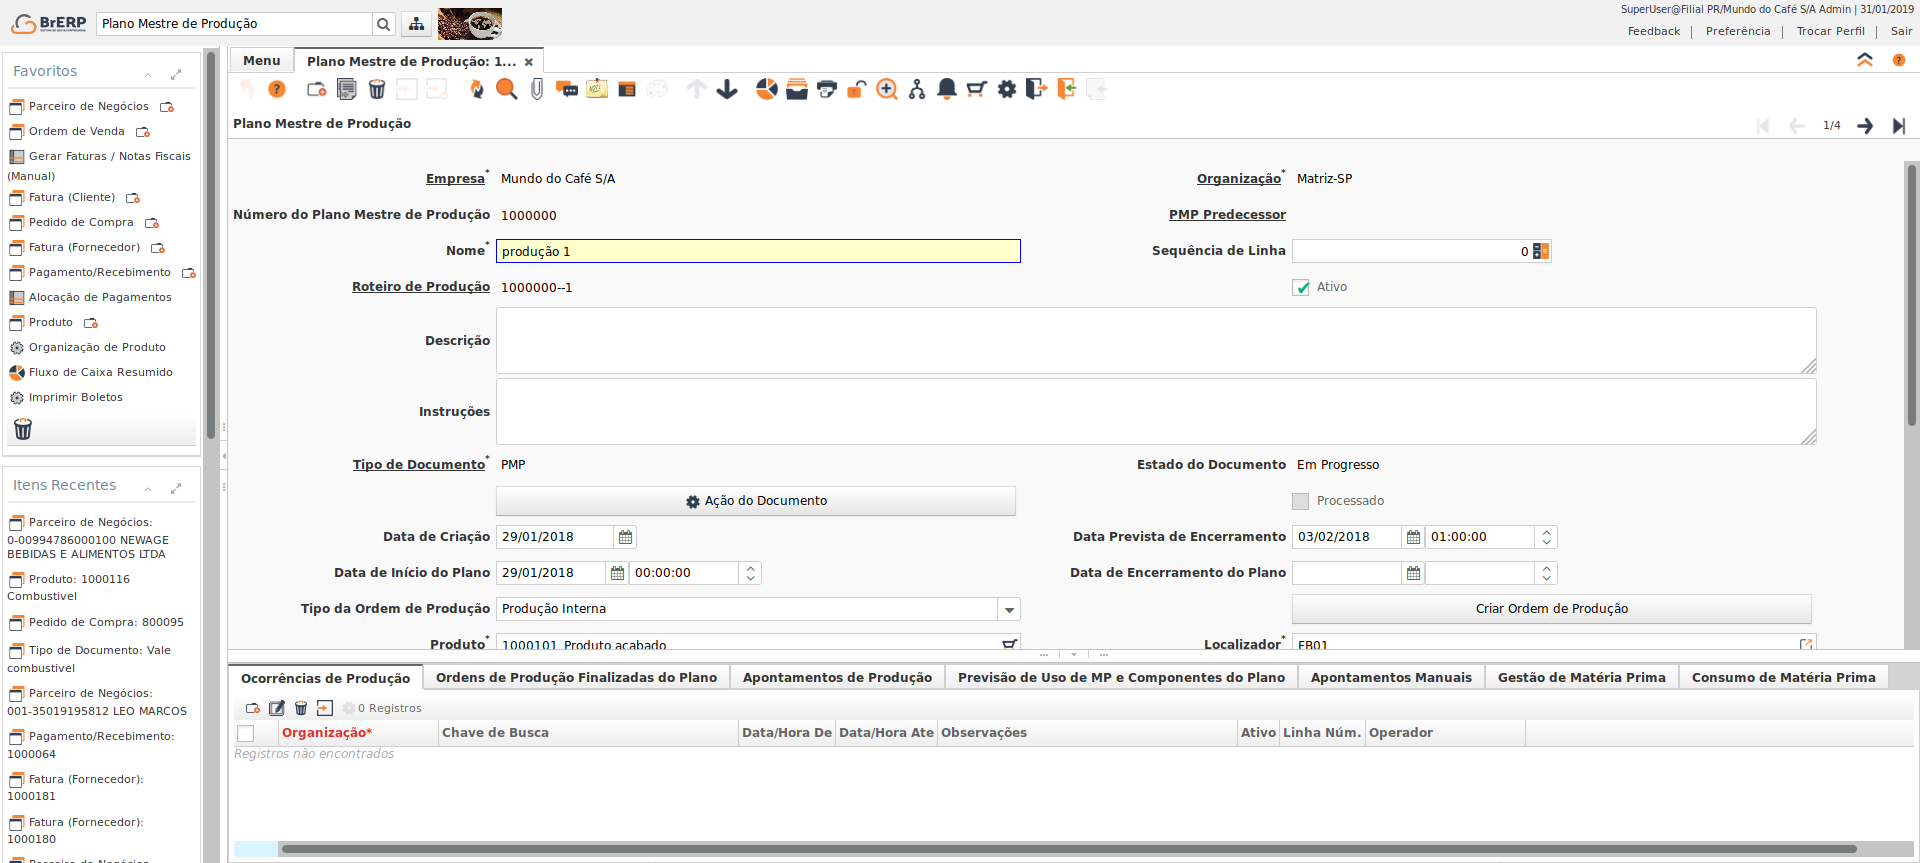 BrERP
Plano Mestre de Produção
SuperUser@Filial PR/Mundo do Café S/A Admin | 31/01/2019
Feedback | Preferência | Trocar Perfil | Sair
Favoritos
Parceiro de Negócios
Ordem de Venda
Gerar Faturas / Notas Fiscais
(Manual)
Fatura (Cliente)
Pedido de Compra
Fatura (Fornecedor)
Pagamento/Recebimento
Alocação de Pagamentos
Produto
Organização de Produto
Fluxo de Caixa Resumido
Imprimir Boletos
Itens Recentes
Parceiro de Negócios:
0-00994786000100 NEWAGE
BEBIDAS E ALIMENTOS LTDA
Produto: 1000116
Combustivel
Pedido de Compra: 800095
Tipo de Documento: Vale
combustivel
Parceiro de Negócios:
001-35019195812 LEO MARCOS
Pagamento/Recebimento:
1000064
Fatura (Fornecedor):
1000181
Fatura (Fornecedor):
1000180
Parceiro de Negócios
Menu
Plano Mestre de Produção: 1...
Plano Mestre de Produção
1/4
Empresa* Mundo do Café S/A
Organização* Matriz-SP
Número do Plano Mestre de Produção 1000000
PMP Predecessor
Nome* produção 1
Sequência de Linha 0
Roteiro de Produção 1000000--1
Ativo
Descrição
Instruções
Tipo de Documento* PMP
Estado do Documento Em Progresso
Ação do Documento
Processado
Data de Criação 29/01/2018
Data Prevista de Encerramento 03/02/2018 01:00:00
Data de Início do Plano 29/01/2018 00:00:00
Data de Encerramento do Plano
Tipo da Ordem de Produção Produção Interna
Criar Ordem de Produção
Produto* 1000101_Produto acabado
Localizador* FB01
Ocorrências de Produção
Ordens de Produção Finalizadas do Plano
Apontamentos de Produção
Previsão de Uso de MP e Componentes do Plano
Apontamentos Manuais
Gestão de Matéria Prima
Consumo de Matéria Prima
0 Registros
Organização* Chave de Busca Data/Hora De Data/Hora Ate Observações Ativo Linha Núm. Operador
Registros não encontrados